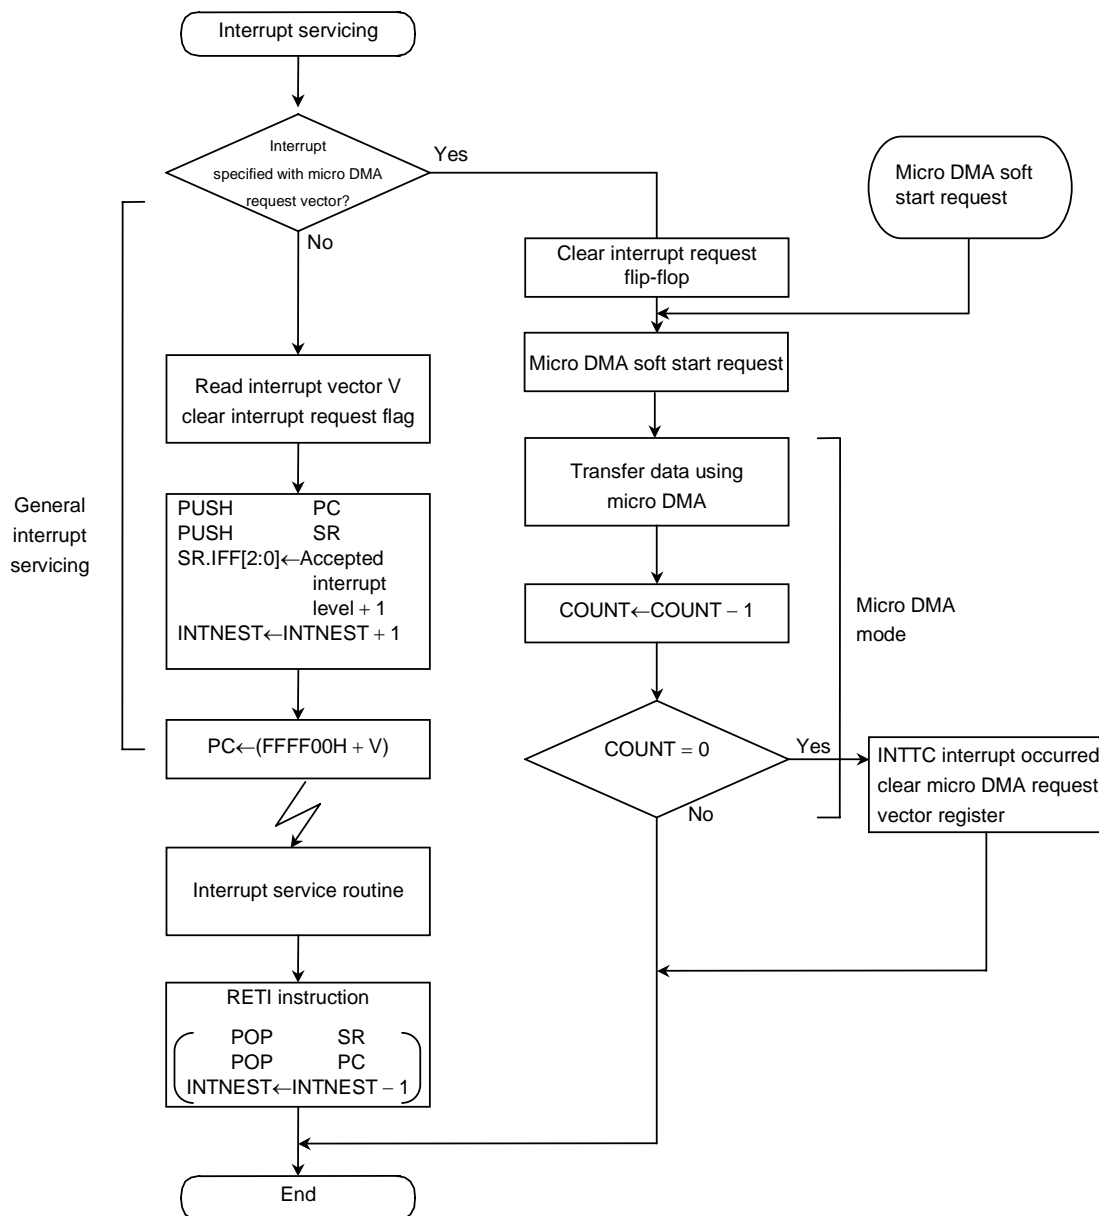 Interrupt servicing
Interrupt
specified with micro DMA
request vector?
Yes
No
Micro DMA soft
start request
Clear interrupt request
flip-flop
Micro DMA soft start request
Read interrupt vector V
clear interrupt request flag
General
interrupt
servicing
PUSH PC
PUSH SR
SR.IFF[2:0]←Accepted
interrupt
level + 1
INTNEST←INTNEST + 1
Transfer data using
micro DMA
COUNT←COUNT − 1
Micro DMA
mode
PC←(FFFF00H + V)
COUNT = 0
Yes
No
INTTC interrupt occurred
clear micro DMA request
vector register
Interrupt service routine
RETI instruction
POP SR
POP PC
INTNEST←INTNEST − 1
End